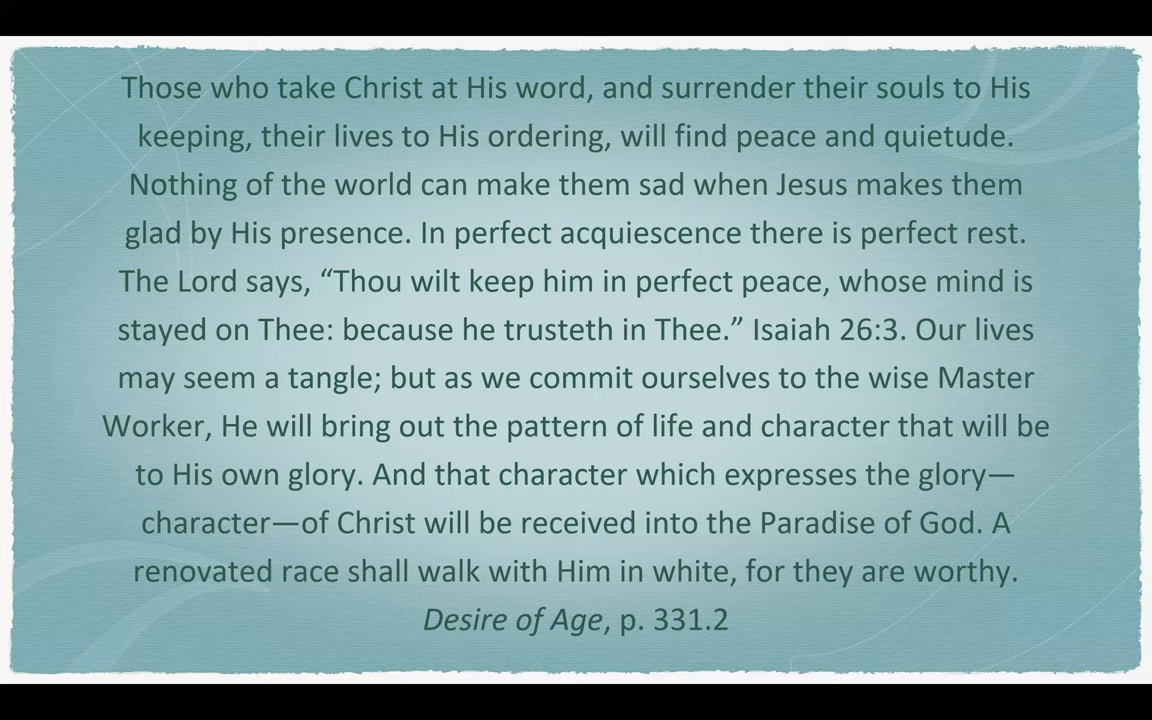 Those who take Christ at His word, and surrender their souls to His
keeping, their lives to His ordering, will find peace and quietude.
Nothing of the world can make them sad when Jesus makes them
glad by His presence. In perfect acquiescence there is perfect rest.
The Lord says, “Thou wilt keep him in perfect peace, whose mind is
stayed on Thee: because he trusteth in Thee.” Isaiah 26:3. Our lives
may seem a tangle; but as we commit ourselves to the wise Master
Worker, He will bring out the pattern of life and character that will be
to His own glory. And that character which expresses the glory—
character—of Christ will be received into the Paradise of God. A
renovated race shall walk with Him in white, for they are worthy.
Desire of Age, p. 331.2